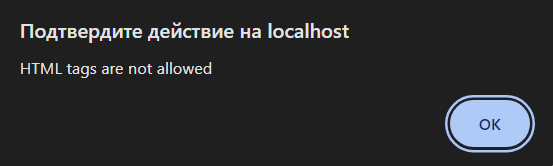 Подтвердите действие на localhost
HTML tags are not allowed
OK